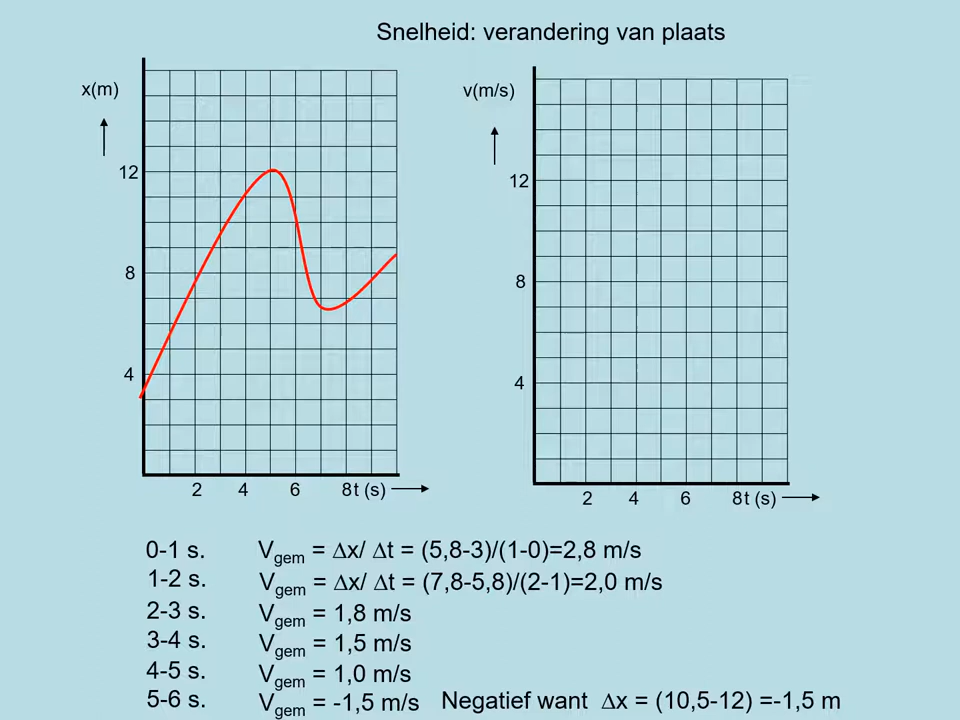 Snelheid: verandering van plaats
x(m)
12
8
4
2 4 6 8 t (s)
v(m/s)
12
8
4
2 4 6 8 t (s)
0-1 s. Vgem = Δx/ Δt = (5,8-3)/(1-0)=2,8 m/s
1-2 s. Vgem = Δx/ Δt = (7,8-5,8)/(2-1)=2,0 m/s
2-3 s. Vgem = 1,8 m/s
3-4 s. Vgem = 1,5 m/s
4-5 s. Vgem = 1,0 m/s
5-6 s. Vgem = -1,5 m/s Negatief want Δx = (10,5-12) =-1,5 m